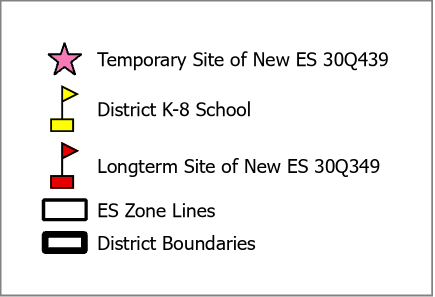 Temporary Site of New ES 30Q439
District K-8 School
Longterm Site of New ES 30Q349
ES Zone Lines
District Boundaries